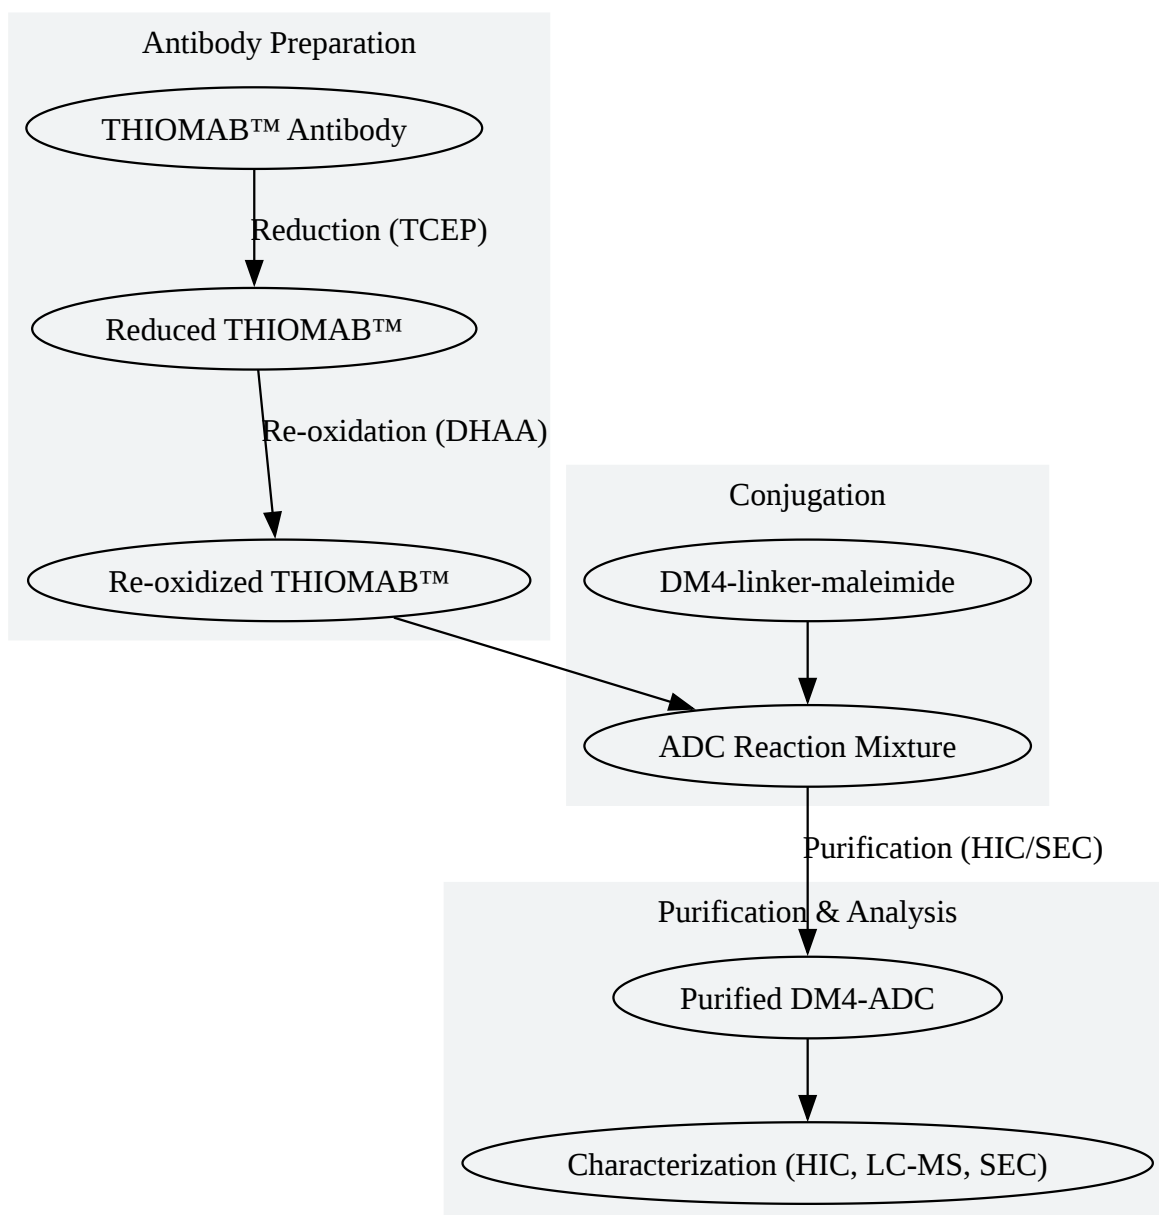 Antibody Preparation
THIOMAB™ Antibody
Reduction (TCEP)
Reduced THIOMAB™
Re-oxidation (DHAA)
Re-oxidized THIOMAB™
Conjugation
DM4-linker-maleimide
ADC Reaction Mixture
Purification (HIC/SEC)
Purification & Analysis
Purified DM4-ADC
Characterization (HIC, LC-MS, SEC)